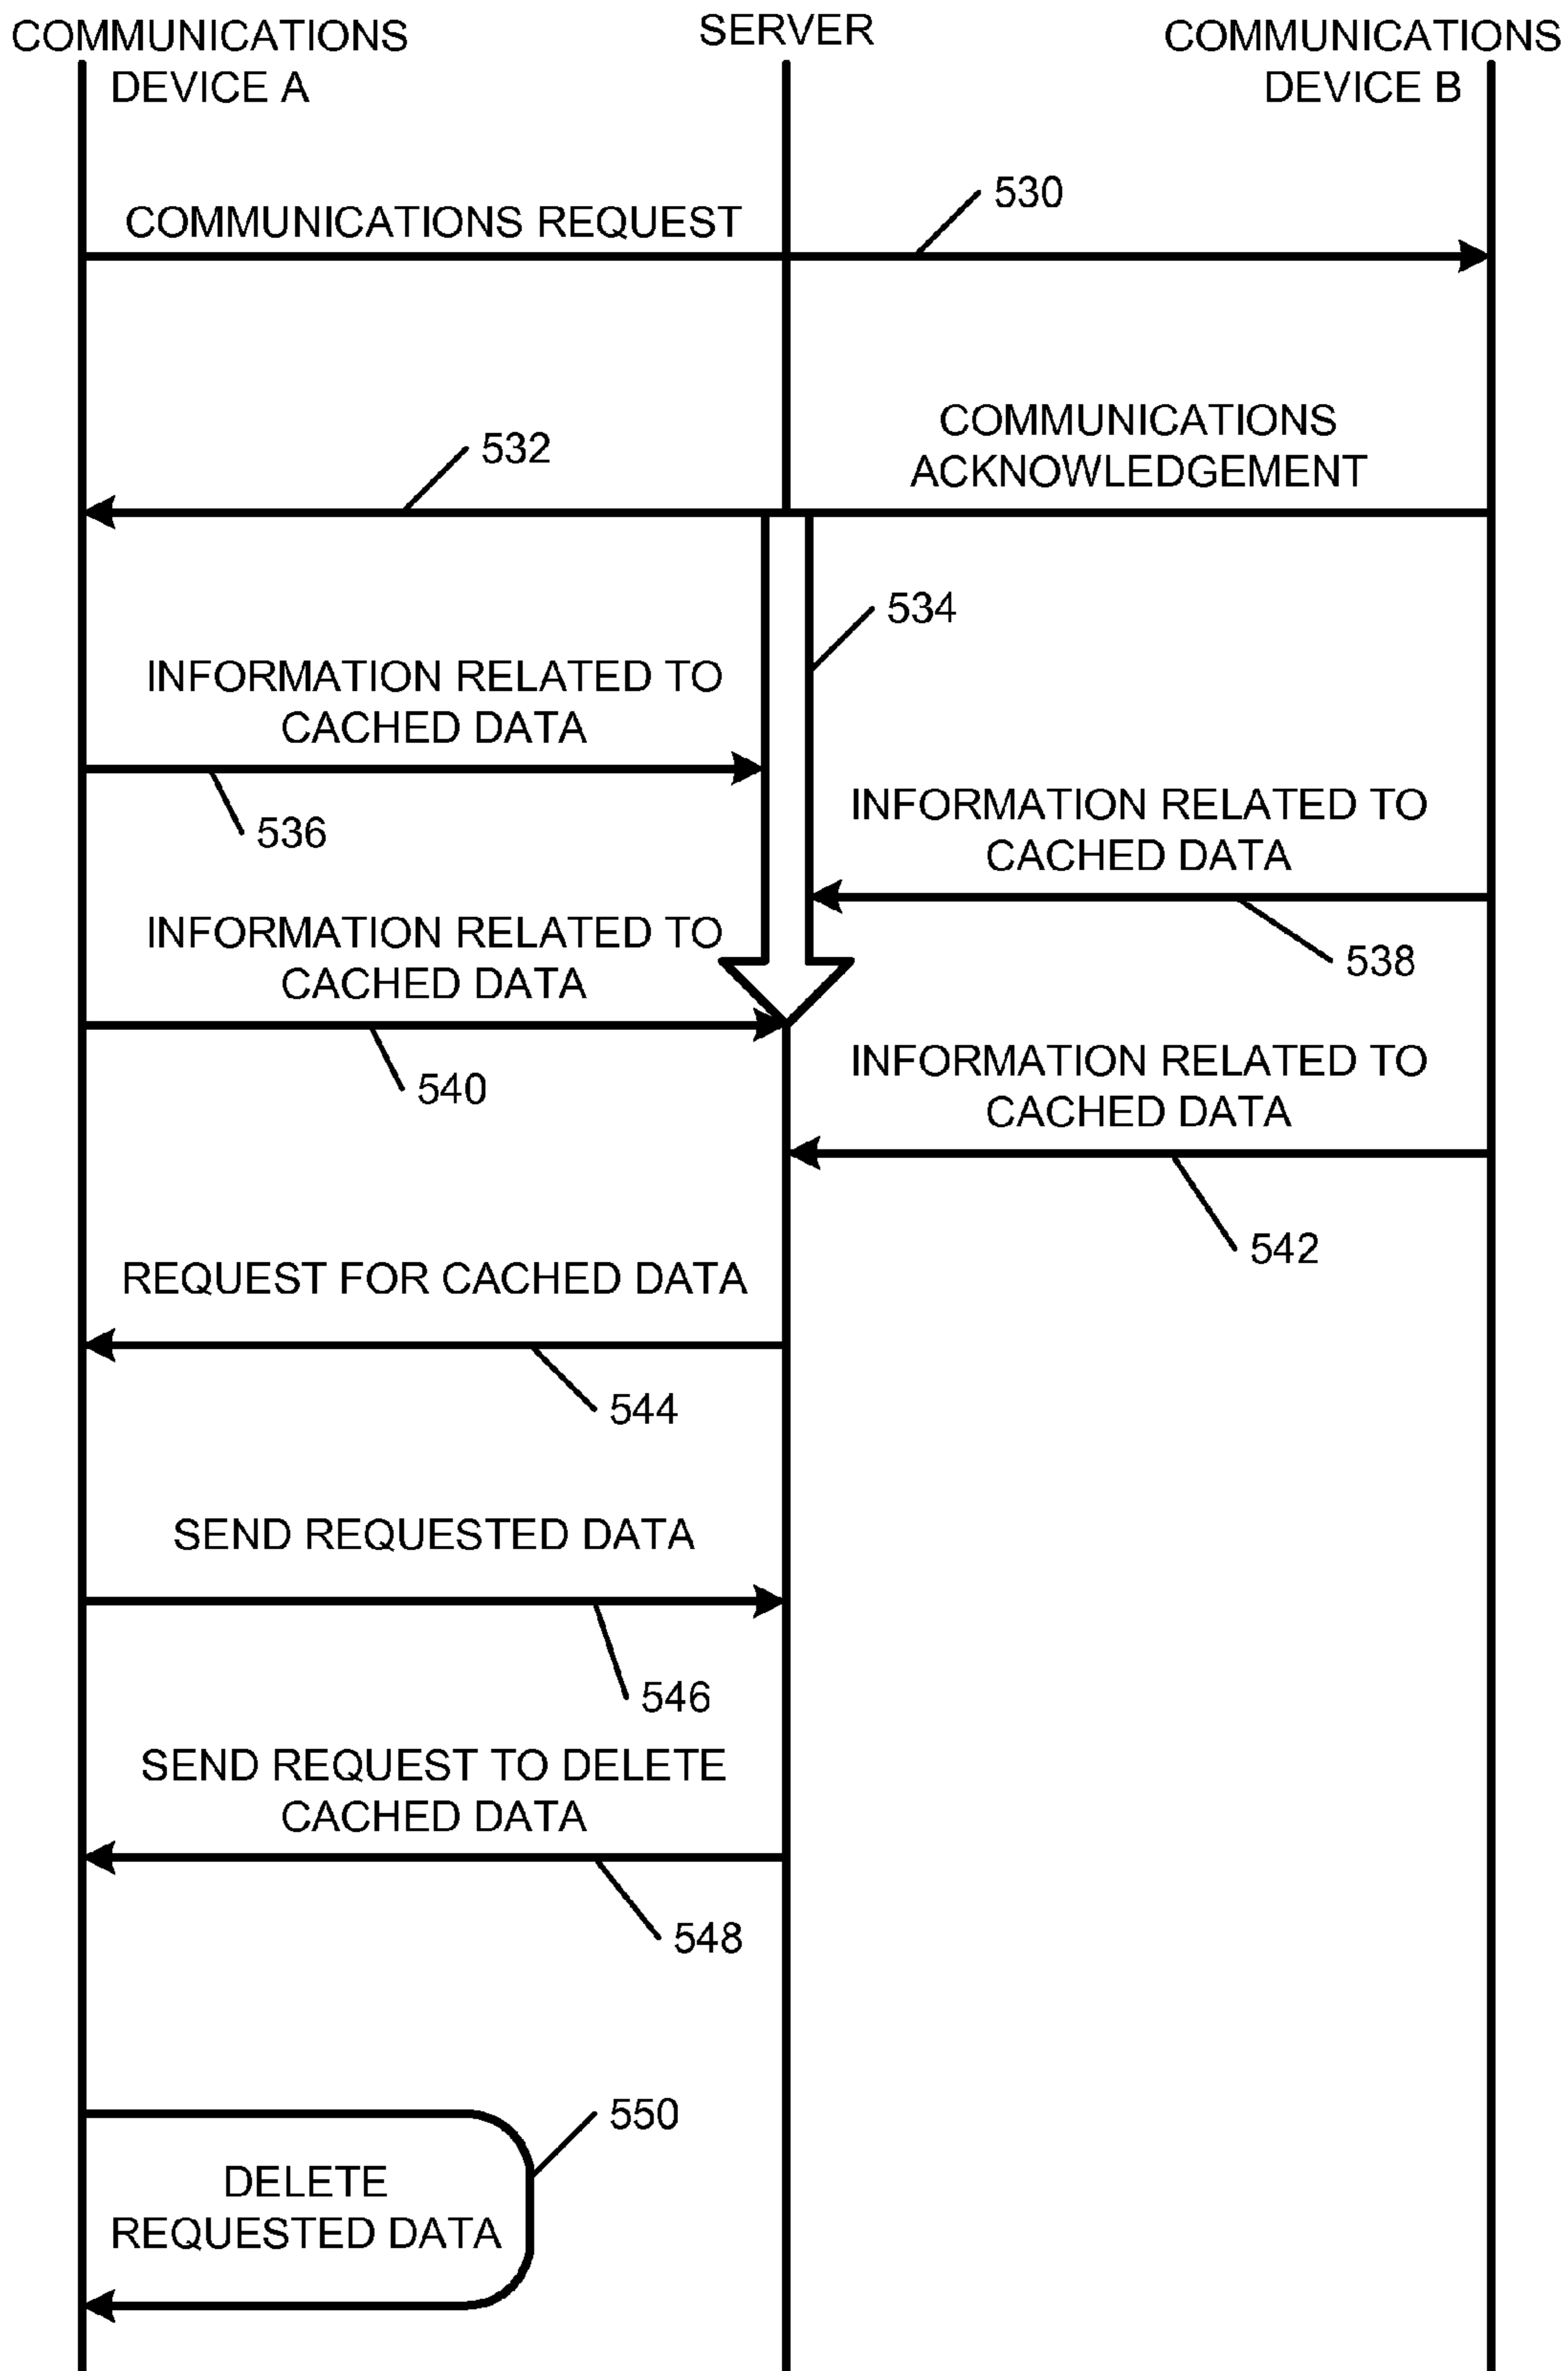 COMMUNICATIONS
DEVICE A
SERVER
COMMUNICATIONS
DEVICE B
530
COMMUNICATIONS REQUEST
COMMUNICATIONS
ACKNOWLEDGEMENT
532
534
INFORMATION RELATED TO
CACHED DATA
536
INFORMATION RELATED TO
CACHED DATA
538
INFORMATION RELATED TO
CACHED DATA
540
INFORMATION RELATED TO
CACHED DATA
542
REQUEST FOR CACHED DATA
544
SEND REQUESTED DATA
546
SEND REQUEST TO DELETE
CACHED DATA
548
550
DELETE
REQUESTED DATA